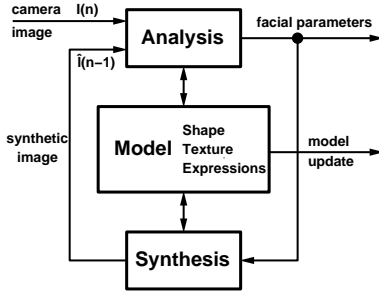 camera I(n)
image
Î(n−1)
Analysis
facial parameters
synthetic
image
Model
Shape
Texture
Expressions
model
update
Synthesis